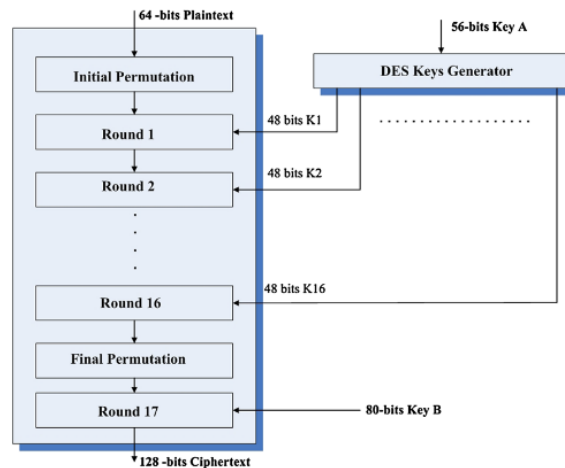 64 -bits Plaintext
56-bits Key A
Initial Permutation
DES Keys Generator
48 bits K1
Round 1
48 bits K2
Round 2
48 bits K16
Round 16
Final Permutation
Round 17
80-bits Key B
128 -bits Ciphertext